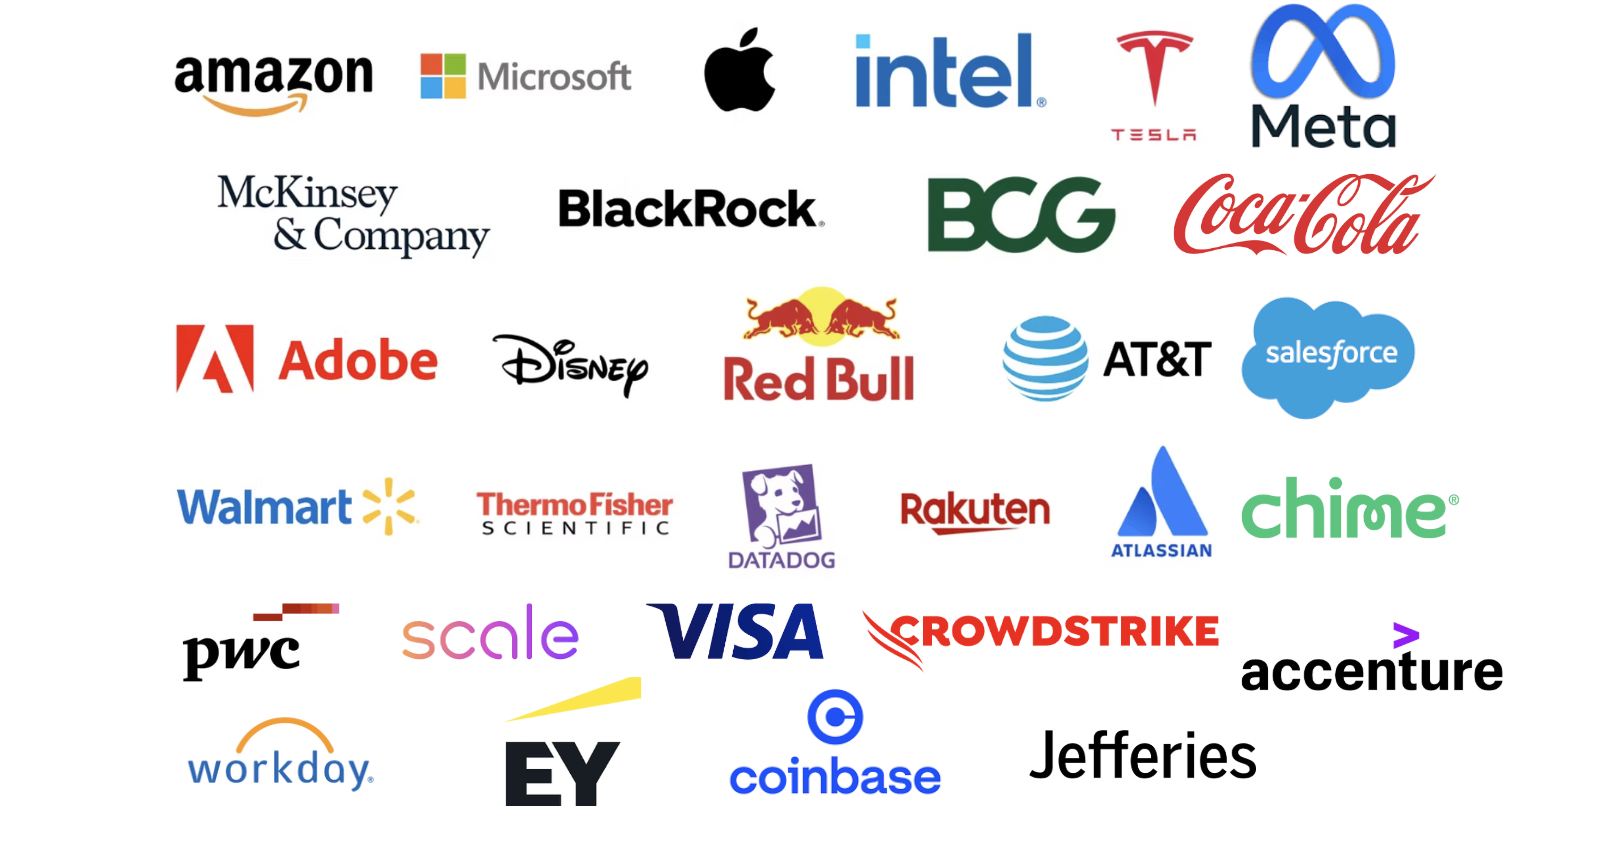 amazon
Microsoft
intel®
TESLA
Meta
McKinsey
& Company
BlackRock®
BCG
Coca-Cola
Adobe
Disney
Red Bull
AT&T
salesforce
Walmart
ThermoFisher
SCIENTIFIC
DATADOG
Rakuten
ATLASSIAN
chime®
pwc
scale
VISA
CROWDSTRIKE
accenture
workday®
EY
coinbase
Jefferies